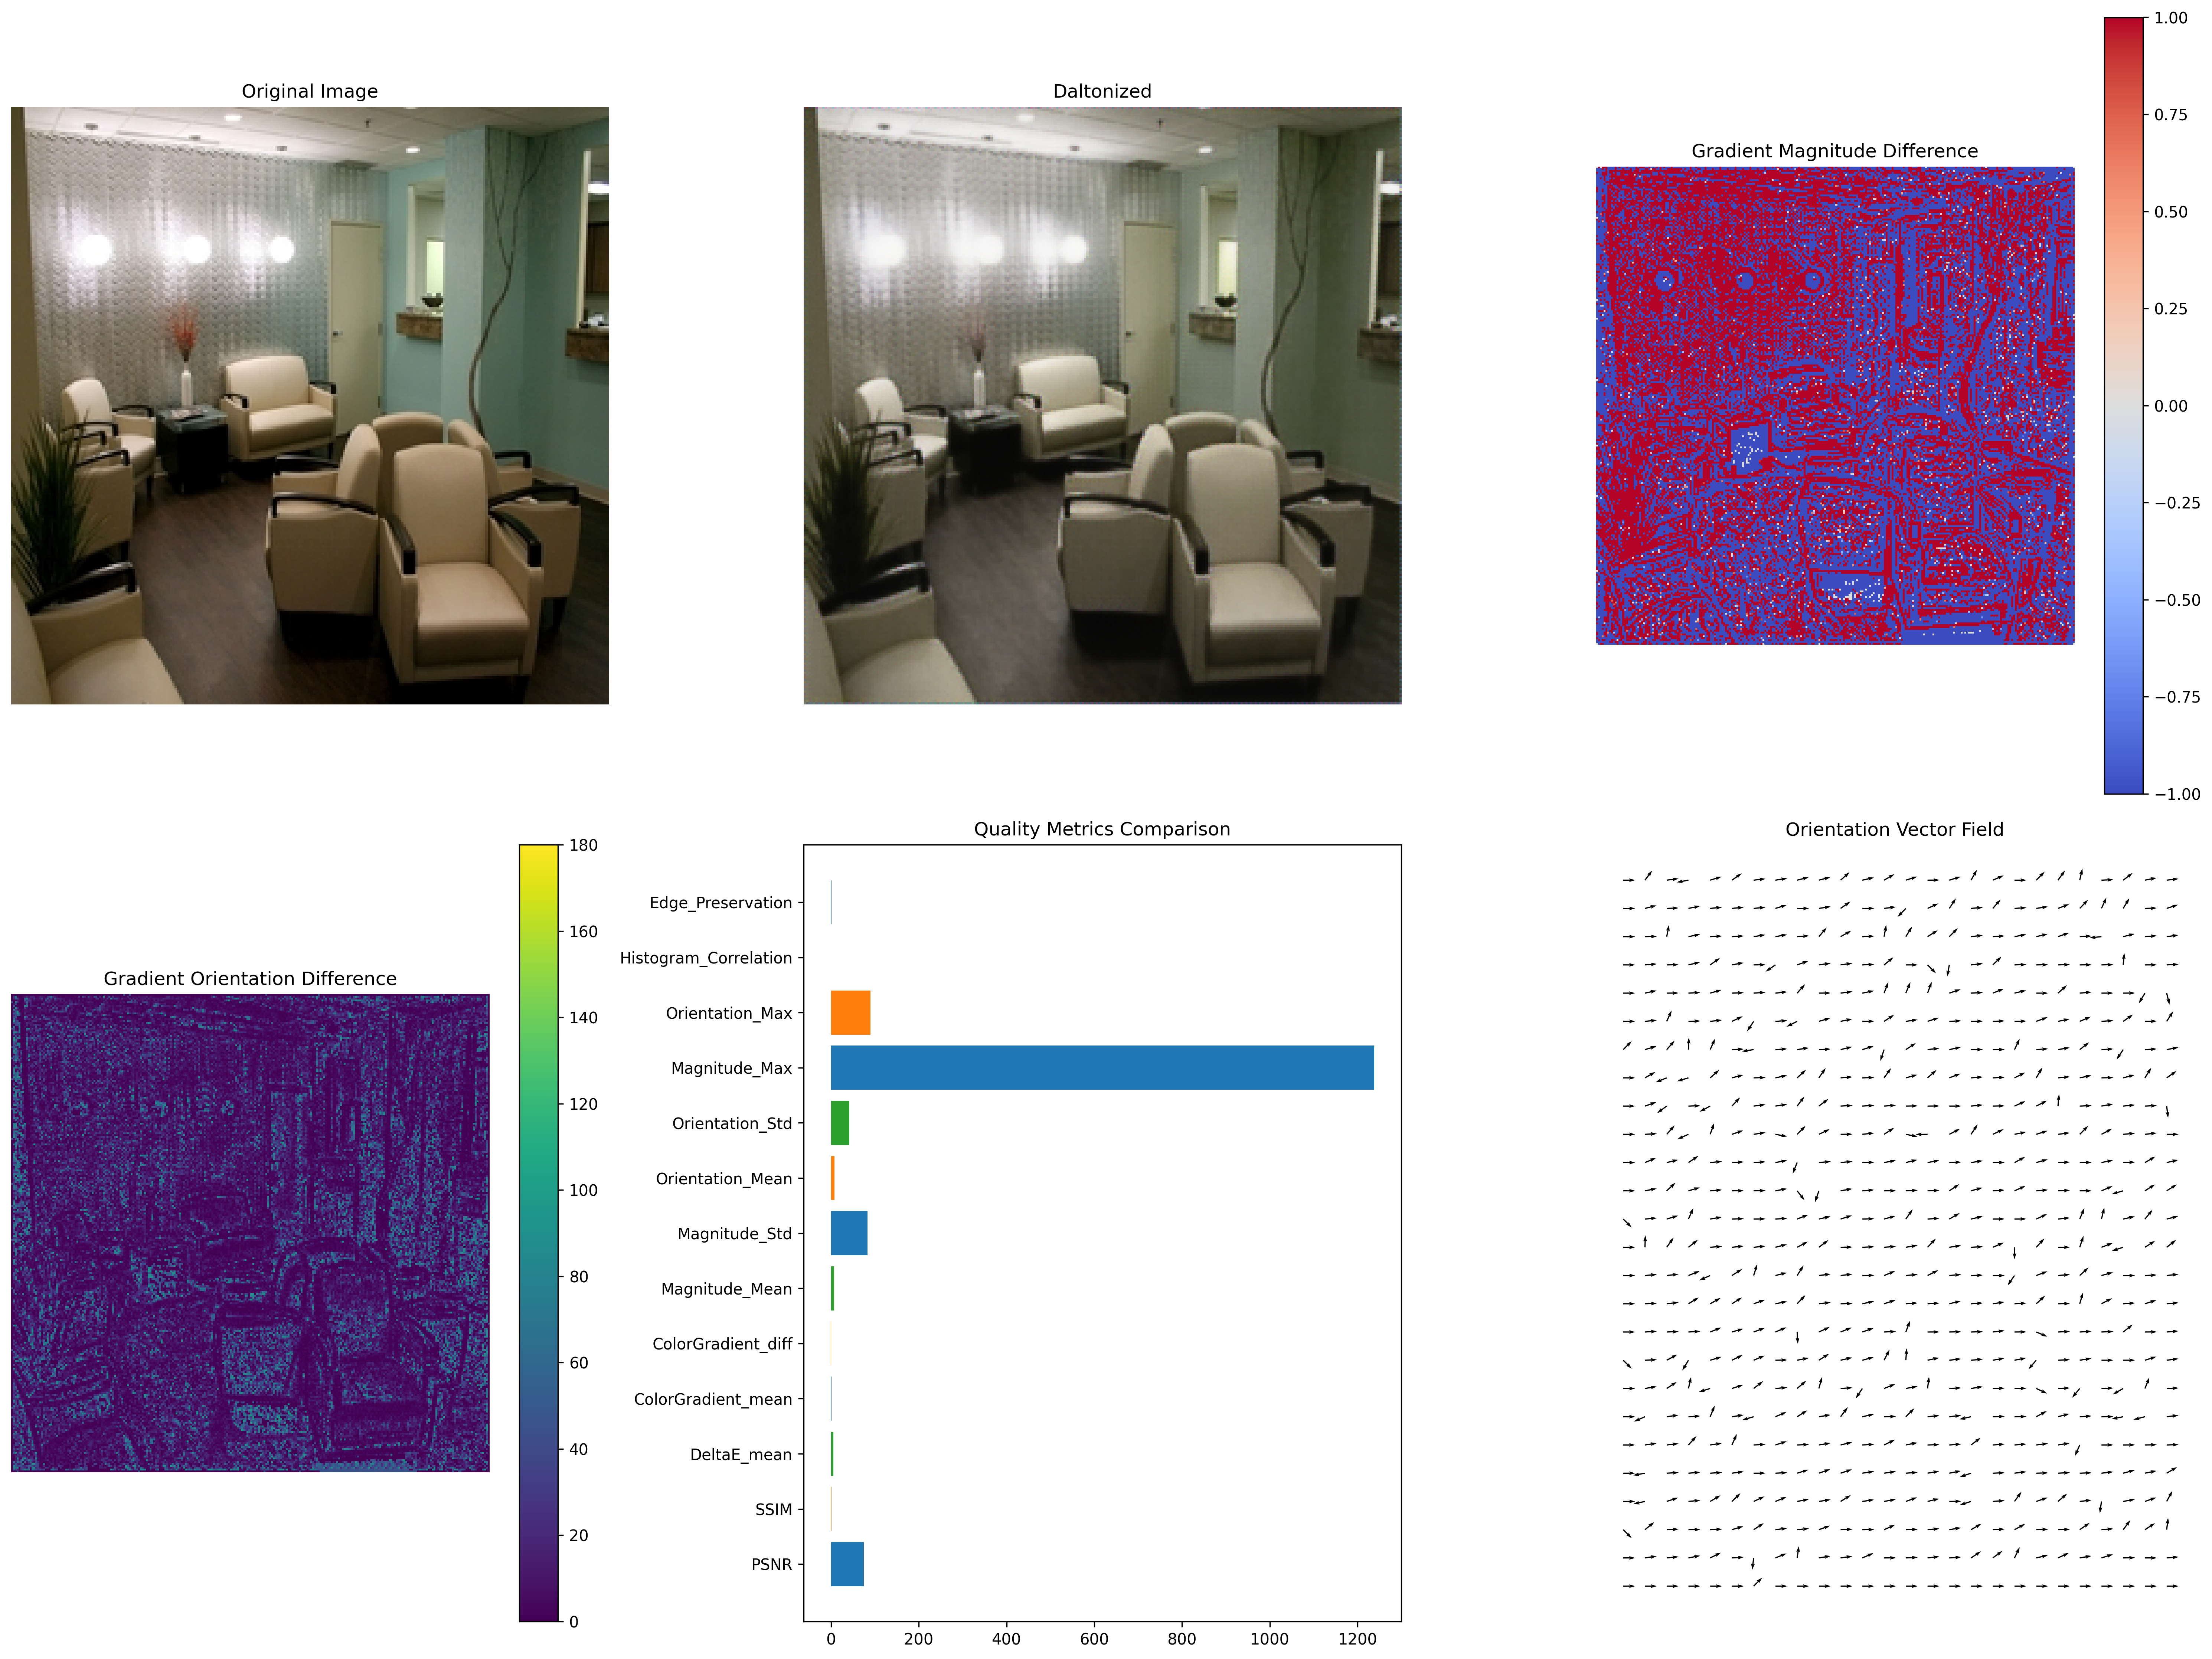 Original Image
Daltonized
Gradient Magnitude Difference
1.00
0.75
0.50
0.25
0.00
−0.25
−0.50
−0.75
−1.00
Gradient Orientation Difference
180
160
140
120
100
80
60
40
20
0
Quality Metrics Comparison
Edge_Preservation
Histogram_Correlation
Orientation_Max
Magnitude_Max
Orientation_Std
Orientation_Mean
Magnitude_Std
Magnitude_Mean
ColorGradient_diff
ColorGradient_mean
DeltaE_mean
SSIM
PSNR
0 200 400 600 800 1000 1200
Orientation Vector Field